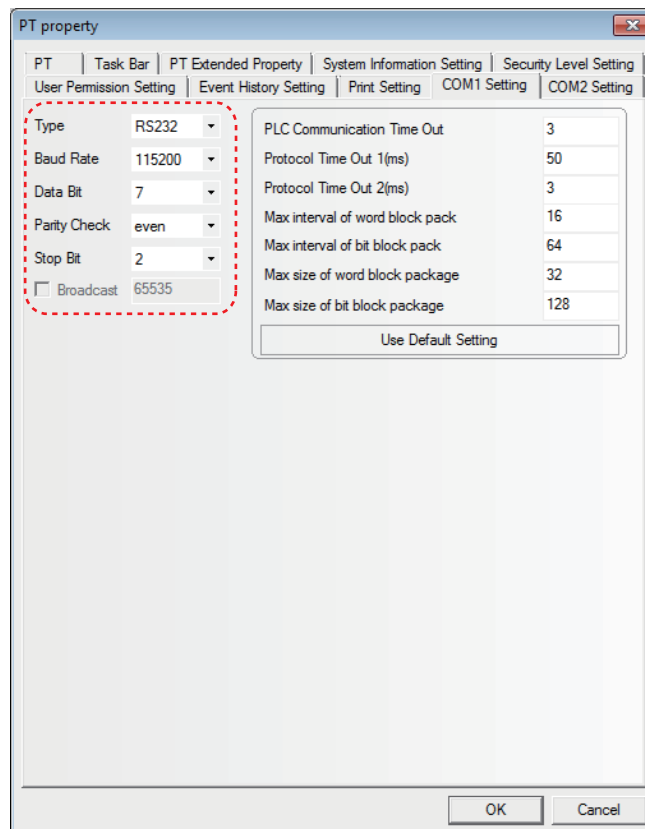 PT property
PT Task Bar PT Extended Property System Information Setting Security Level Setting
User Permission Setting Event History Setting Print Setting COM1 Setting COM2 Setting
Type RS232
Baud Rate 115200
Data Bit 7
Parity Check even
Stop Bit 2
Broadcast 65535
PLC Communication Time Out 3
Protocol Time Out 1(ms) 50
Protocol Time Out 2(ms) 3
Max interval of word block pack 16
Max interval of bit block pack 64
Max size of word block package 32
Max size of bit block package 128
Use Default Setting
OK Cancel